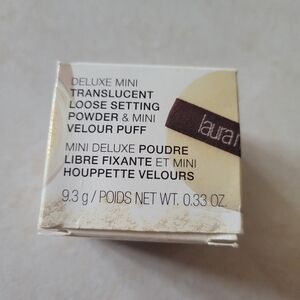 DELUXE MINI
TRANSLUCENT
LOOSE SETTING
POWDER & MINI
VELOUR PUFF
MINI DELUXE POUDRE
LIBRE FIXANTE ET MINI
HOUPPETTE VELOURS
9.3 g / POIDS NET WT. 0.33 OZ.
laura